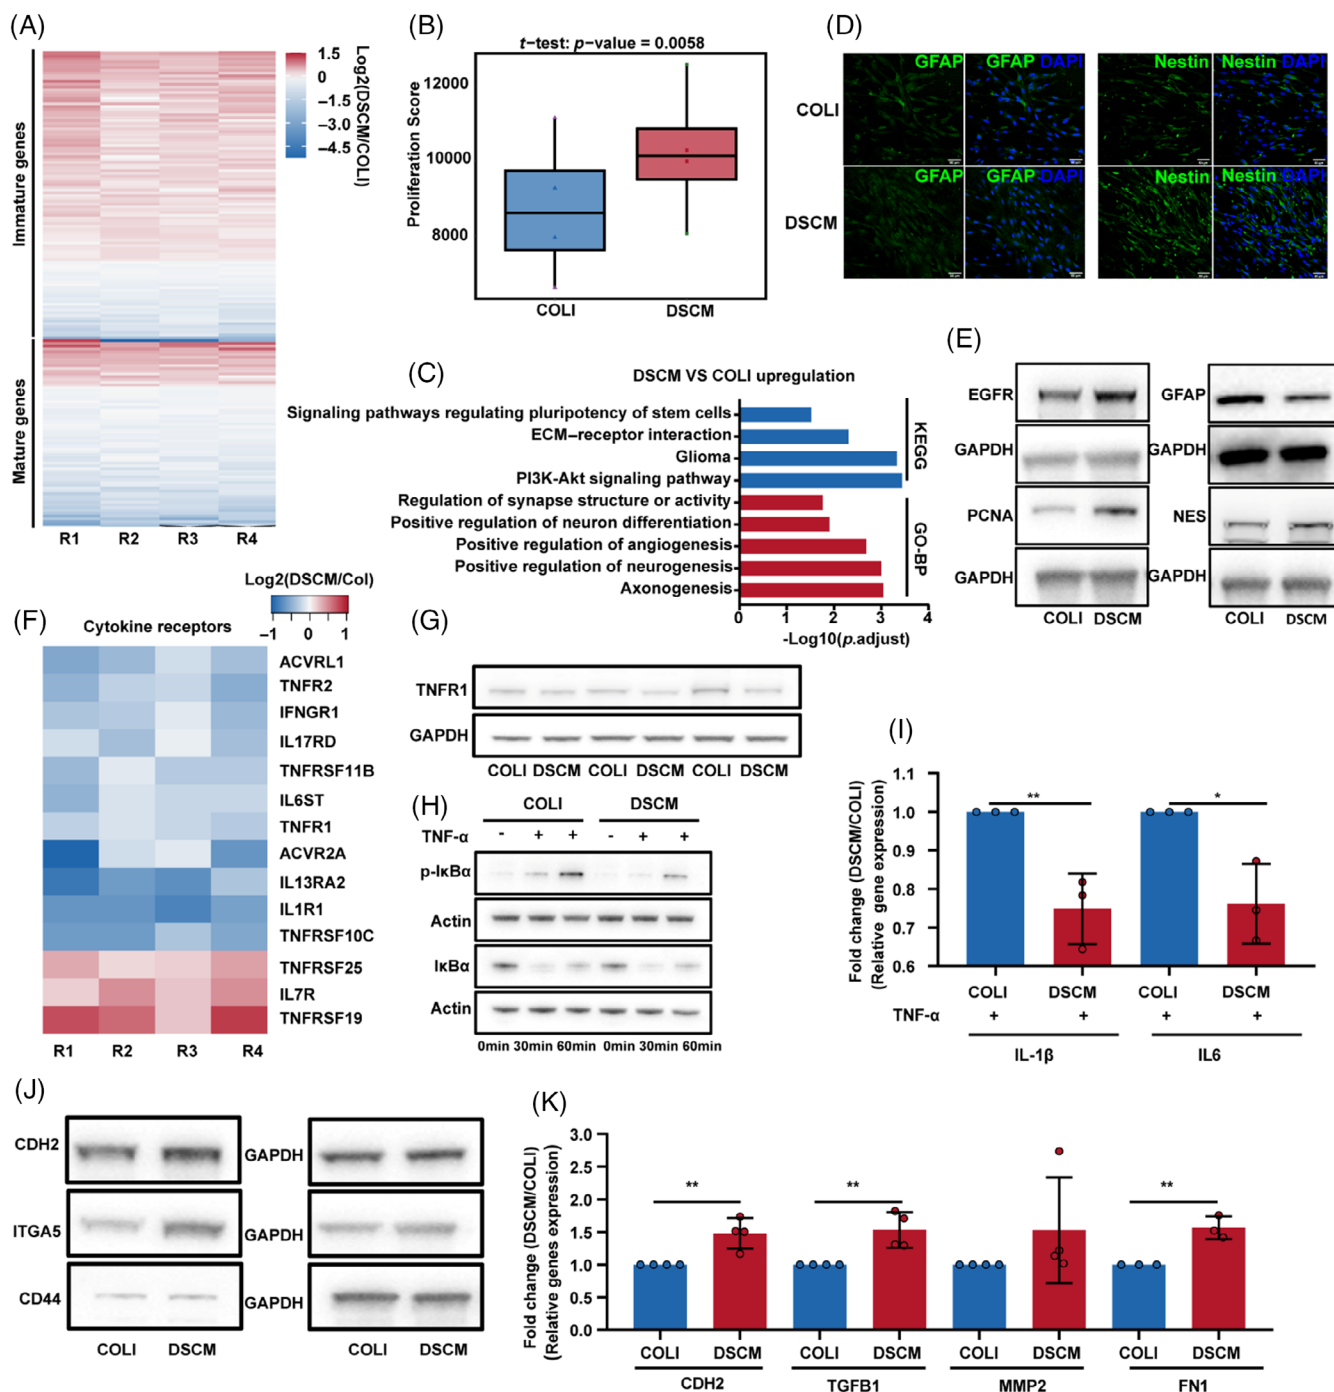 (A)
Immature genes
Mature genes
R1 R2 R3 R4
1.5
0
−1.5
−3.0
−4.5
Log2(DSCM/COLI)
(B)
t−test: p−value = 0.0058
Proliferation Score
12000
10000
8000
COLI DSCM
(C)
DSCM VS COLI upregulation
Signaling pathways regulating pluripotency of stem cells
ECM−receptor interaction
Glioma
PI3K-Akt signaling pathway
Regulation of synapse structure or activity
Positive regulation of neuron differentiation
Positive regulation of angiogenesis
Positive regulation of neurogenesis
Axonogenesis
KEGG
GO-BP
0 1 2 3 4
-Log10(p.adjust)
(D)
COLI
DSCM
GFAP GFAP DAPI Nestin Nestin DAPI
GFAP GFAP DAPI Nestin Nestin DAPI
(E)
EGFR
GAPDH
PCNA
GAPDH
COLI DSCM
GFAP
GAPDH
NES
GAPDH
COLI DSCM
(F)
Log2(DSCM/Col)
−1 0 1
Cytokine receptors
ACVRL1
TNFR2
IFNGR1
IL17RD
TNFRSF11B
IL6ST
TNFR1
ACVR2A
IL13RA2
IL1R1
TNFRSF10C
TNFRSF25
IL7R
TNFRSF19
R1 R2 R3 R4
(G)
TNFR1
GAPDH
COLI DSCM COLI DSCM COLI DSCM
(H)
COLI DSCM
TNF-α - + + - + +
p-IκBα
Actin
IκBα
Actin
0min 30min 60min 0min 30min 60min
(I)
Fold change (DSCM/COLI)
(Relative gene expression)
1.1
1.0
0.9
0.8
0.7
0.6
** *
COLI DSCM COLI DSCM
TNF-α + + + +
IL-1β IL6
(J)
CDH2
ITGA5
CD44
COLI DSCM
GAPDH
GAPDH
GAPDH
COLI DSCM
(K)
Fold change (DSCM/COLI)
(Relative genes expression)
3.0
2.5
2.0
1.5
1.0
0.5
0.0
** ** **
COLI DSCM COLI DSCM COLI DSCM COLI DSCM
CDH2 TGFB1 MMP2 FN1